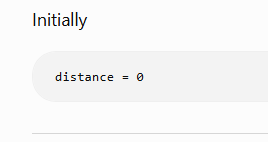 Initially
distance = 0